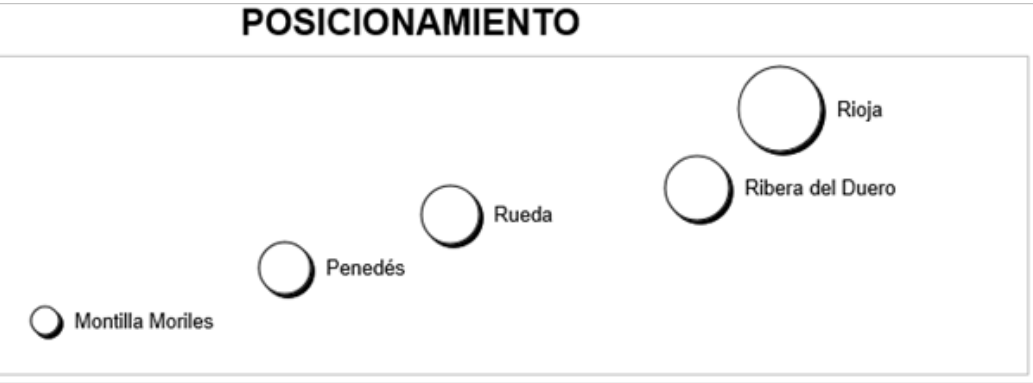 POSICIONAMIENTO
Rioja
Ribera del Duero
Rueda
Penedés
Montilla Moriles